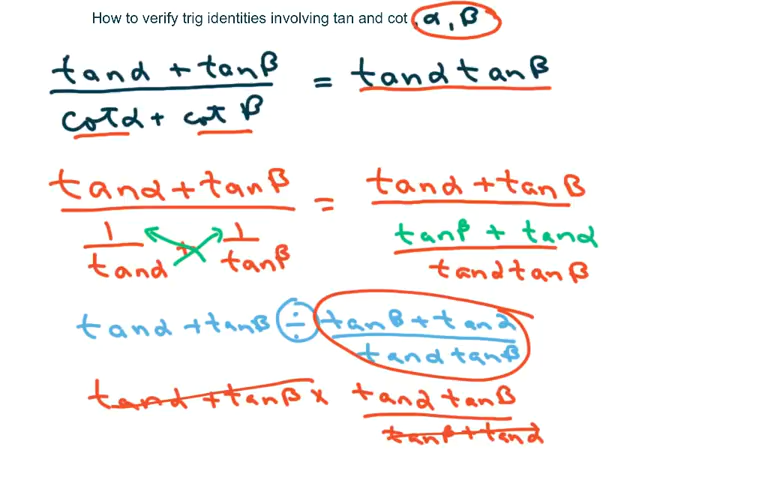 How to verify trig identities involving tan and cot , α, β
tanα + tanβ
= tanα tanβ
cotα + cot β
tanα + tanβ = tanα + tanβ
1 + 1 tanβ + tanα
tanα tanβ tanα tanβ
tanα + tanβ ÷ tanβ + tanα
tanα tanβ
tanα + tanβ × tanα tanβ
tanβ + tanα